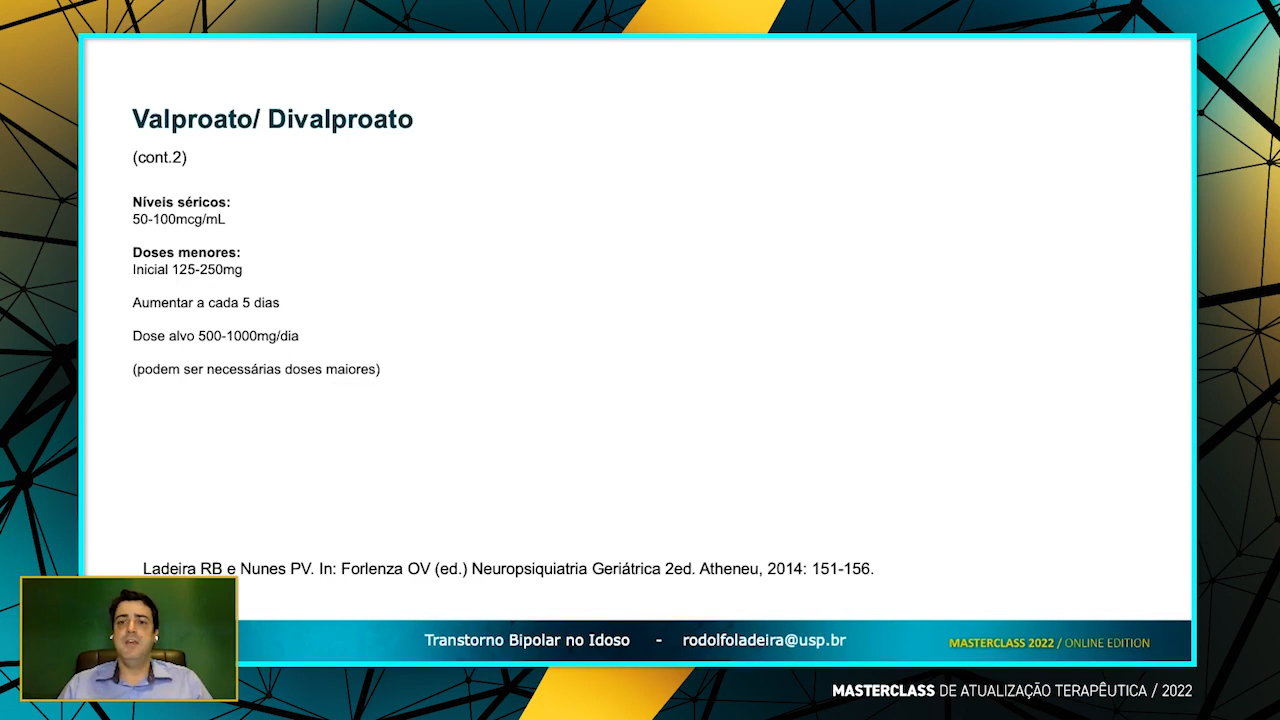 Valproato/ Divalproato
(cont.2)
Níveis séricos:
50-100mcg/mL
Doses menores:
Inicial 125-250mg
Aumentar a cada 5 dias
Dose alvo 500-1000mg/dia
(podem ser necessárias doses maiores)
Ladeira RB e Nunes PV. In: Forlenza OV (ed.) Neuropsiquiatria Geriátrica 2ed. Atheneu, 2014: 151-156.
Transtorno Bipolar no Idoso - rodolfoladeira@usp.br
MASTERCLASS 2022 / ONLINE EDITION
MASTERCLASS DE ATUALIZAÇÃO TERAPÊUTICA / 2022